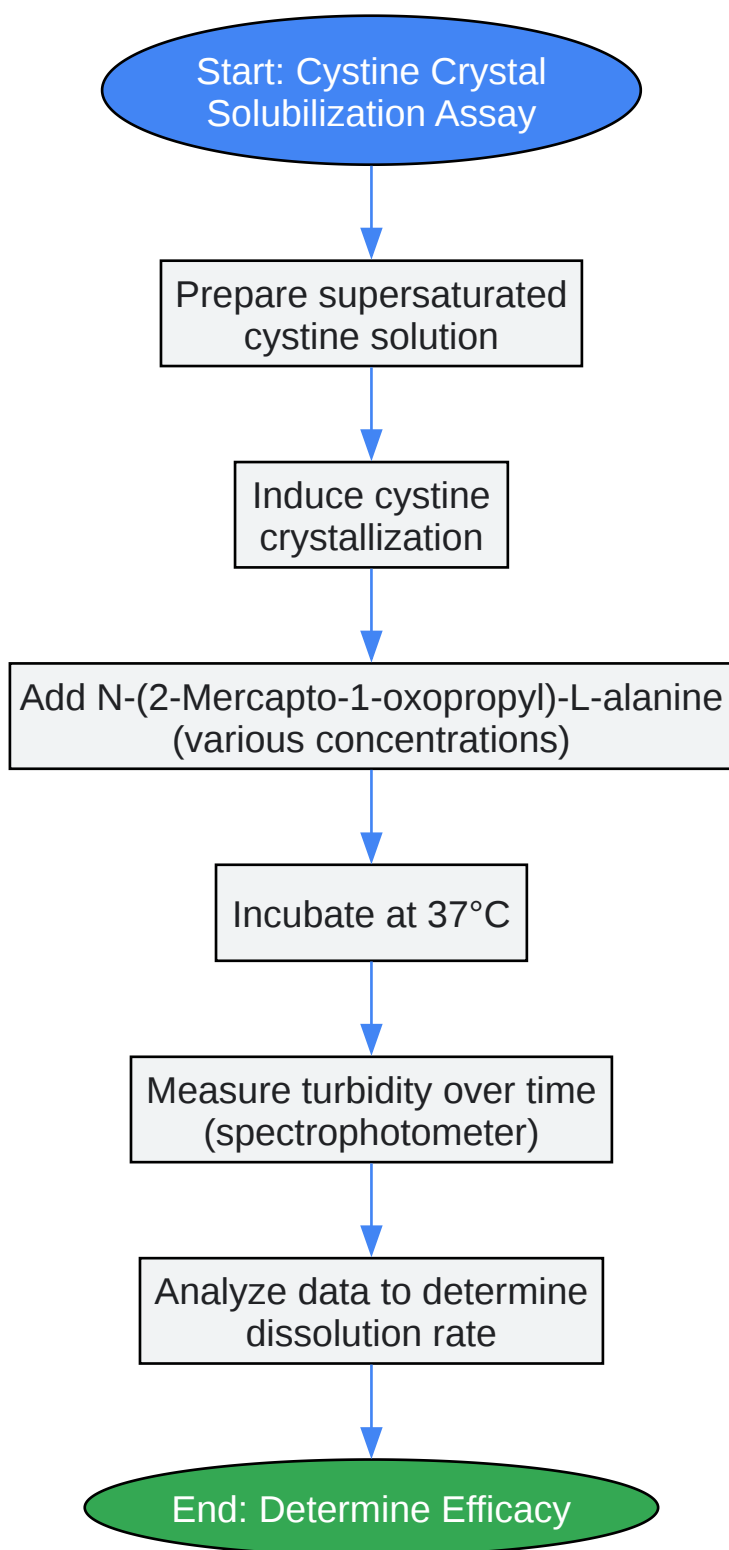 Start: Cystine Crystal
Solubilization Assay
Prepare supersaturated
cystine solution
Induce cystine
crystallization
Add N-(2-Mercapto-1-oxopropyl)-L-alanine
(various concentrations)
Incubate at 37°C
Measure turbidity over time
(spectrophotometer)
Analyze data to determine
dissolution rate
End: Determine Efficacy